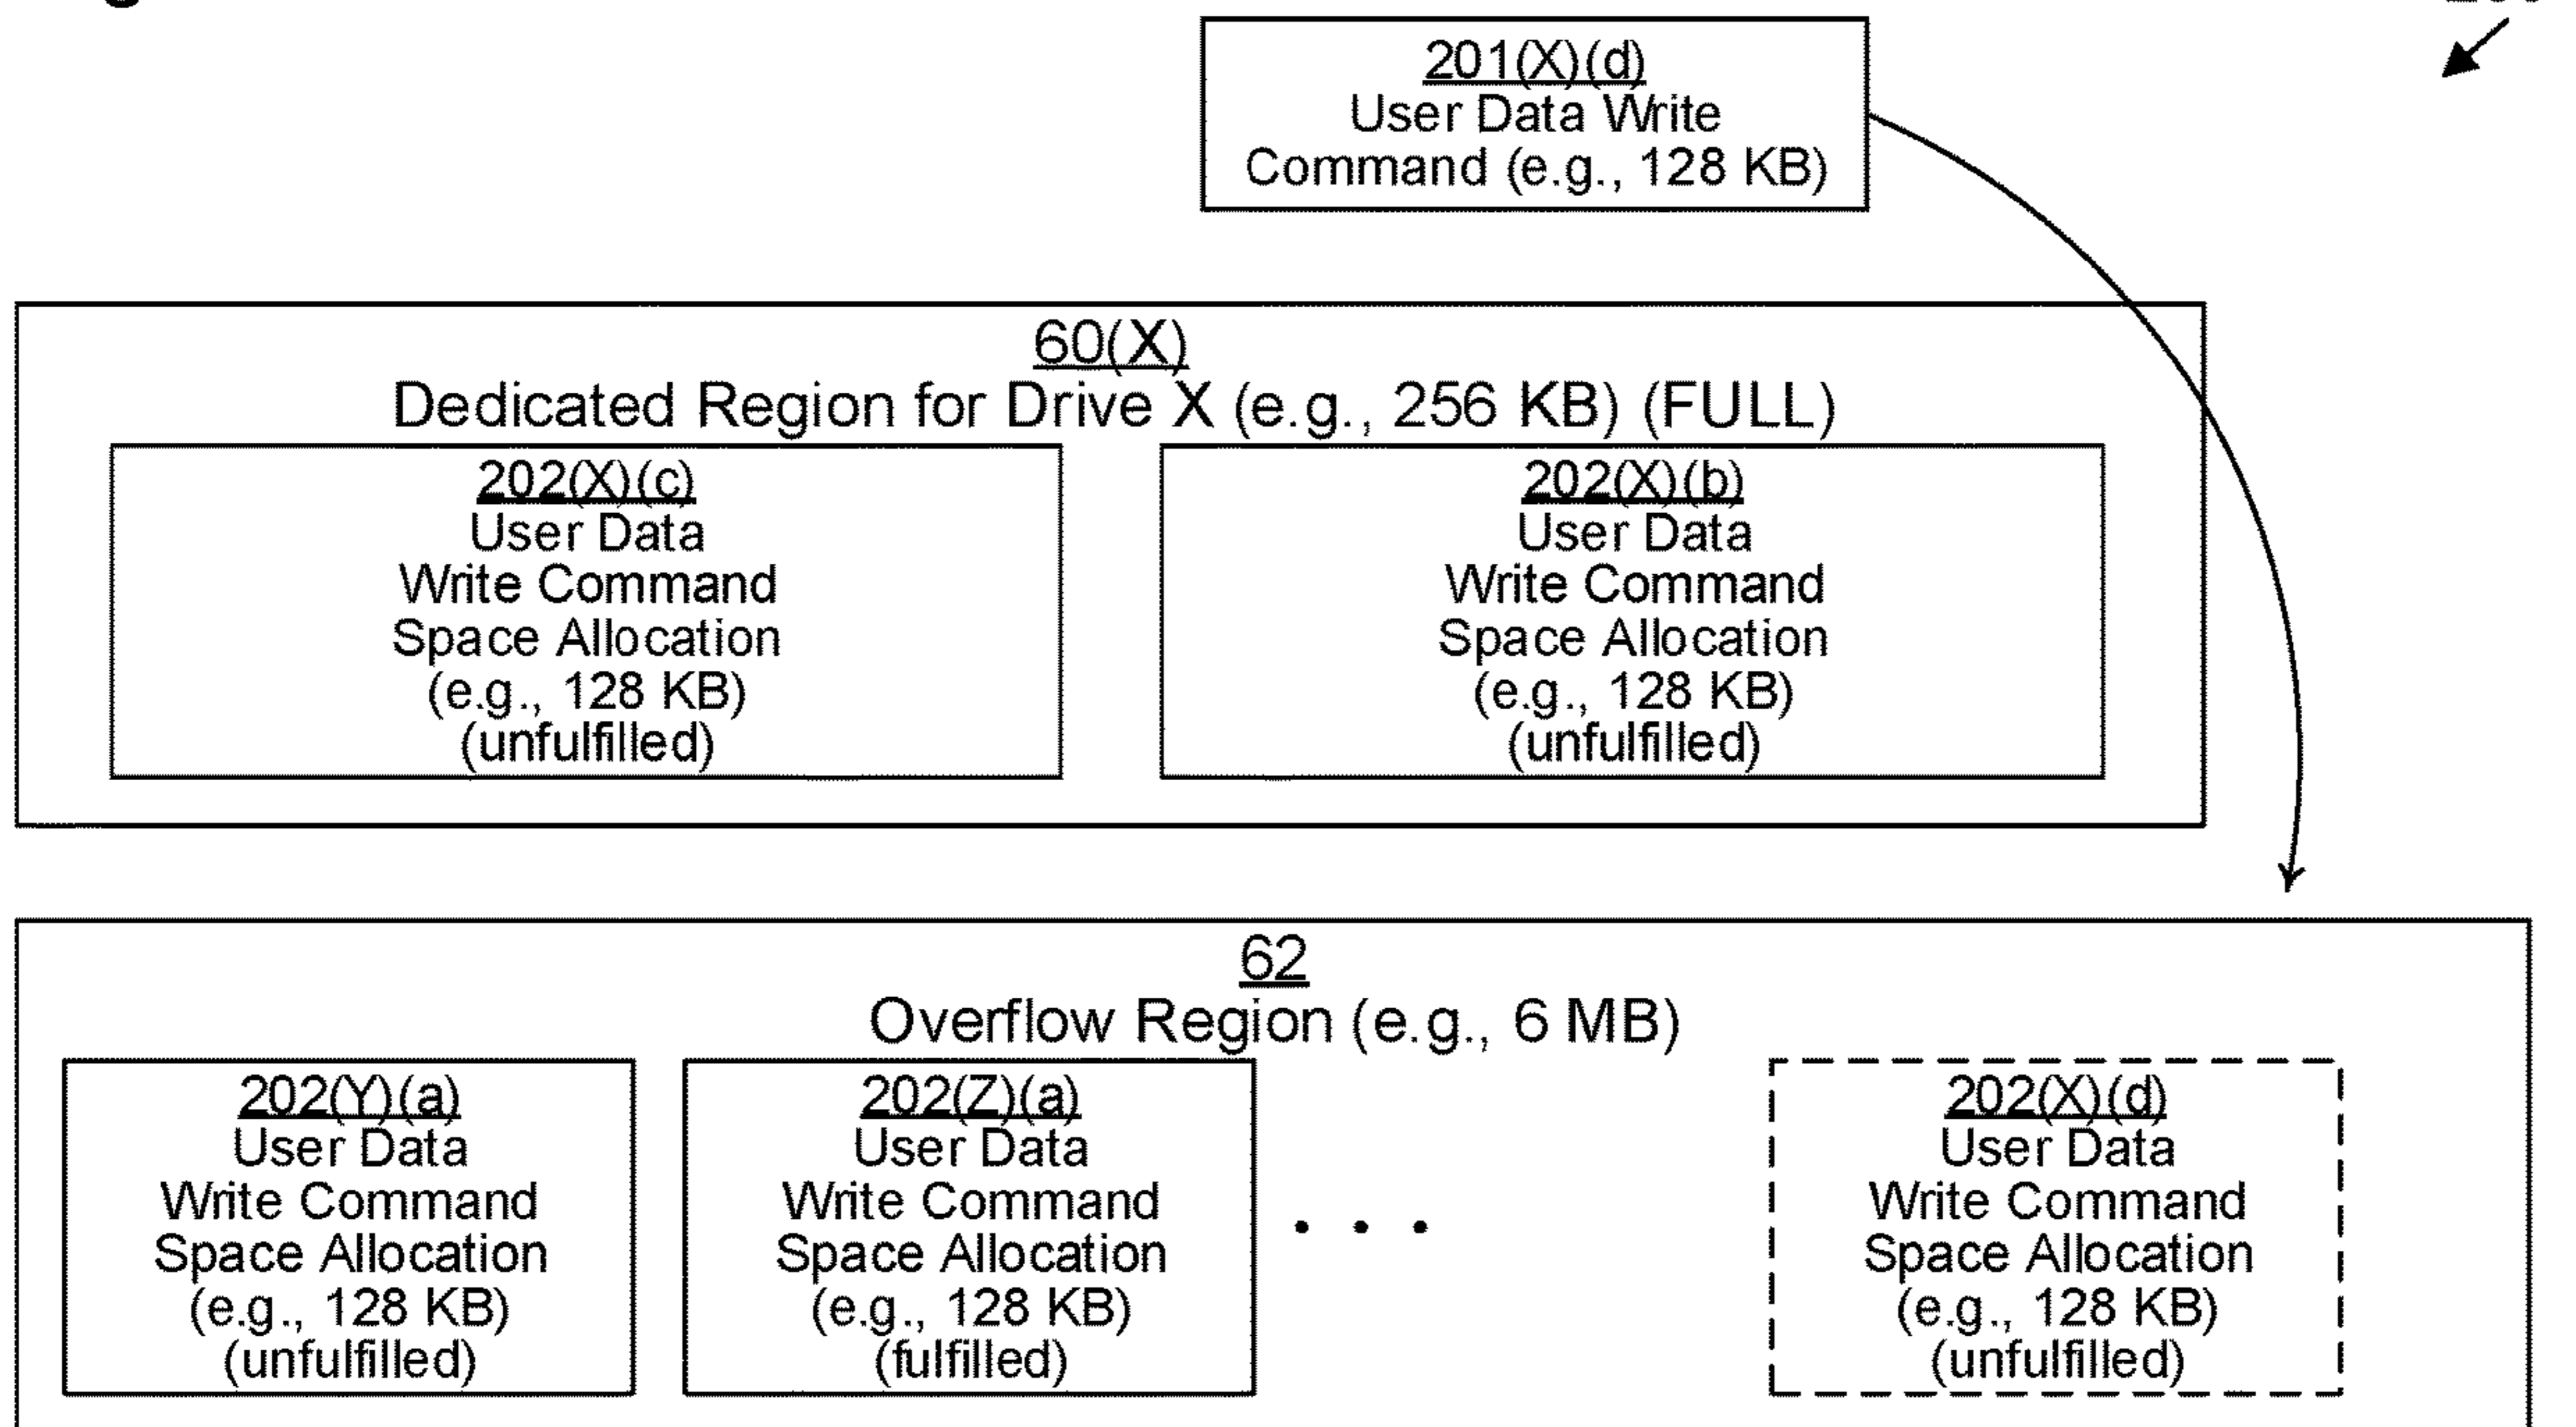 201(X)(d)
User Data Write
Command (e.g., 128 KB)
60(X)
Dedicated Region for Drive X (e.g., 256 KB) (FULL)
202(X)(c)
User Data
Write Command
Space Allocation
(e.g., 128 KB)
(unfulfilled)
202(X)(b)
User Data
Write Command
Space Allocation
(e.g., 128 KB)
(unfulfilled)
62
Overflow Region (e.g., 6 MB)
202(Y)(a)
User Data
Write Command
Space Allocation
(e.g., 128 KB)
(unfulfilled)
202(Z)(a)
User Data
Write Command
Space Allocation
(e.g., 128 KB)
(fulfilled)
. . .
202(X)(d)
User Data
Write Command
Space Allocation
(e.g., 128 KB)
(unfulfilled)